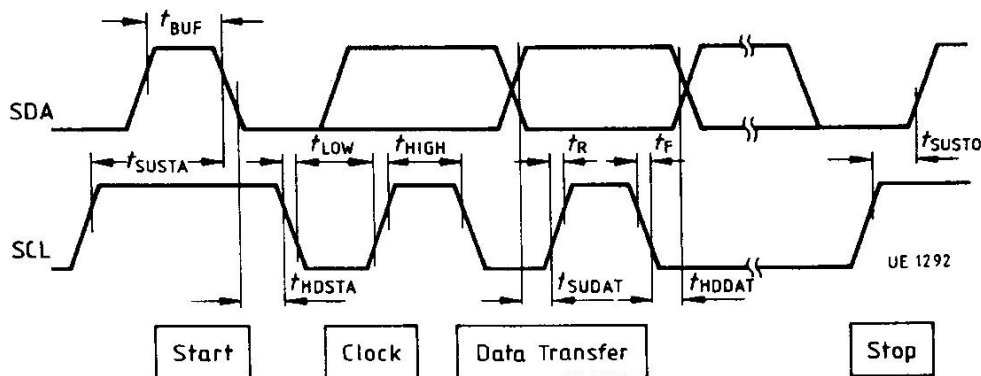 tBUF
SDA
tSUSTA
tLOW
tHIGH
tR
tF
tSUSTO
SCL
tHDSTA
tSUDAT
tHDDAT
UE 1292
Start
Clock
Data Transfer
Stop